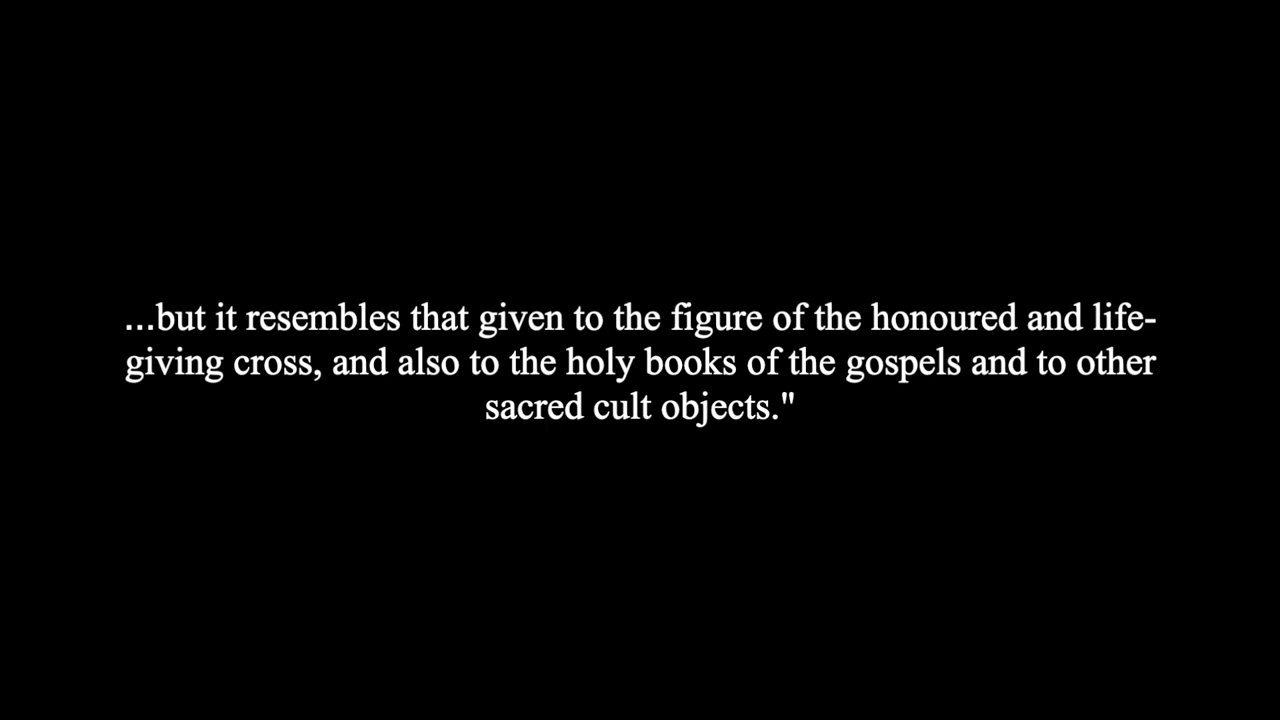 ...but it resembles that given to the figure of the honoured and life-
giving cross, and also to the holy books of the gospels and to other
sacred cult objects."